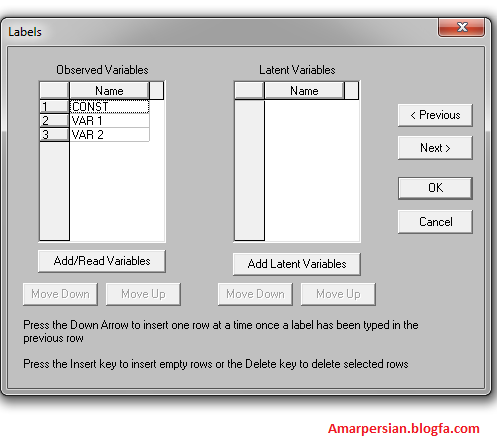 Labels
Observed Variables
Latent Variables
Name
1 CONST
2 VAR 1
3 VAR 2
Name
< Previous
Next >
OK
Cancel
Add/Read Variables
Add Latent Variables
Move Down
Move Up
Move Down
Move Up
Press the Down Arrow to insert one row at a time once a label has been typed in the
previous row
Press the Insert key to insert empty rows or the Delete key to delete selected rows
Amarpersian.blogfa.com